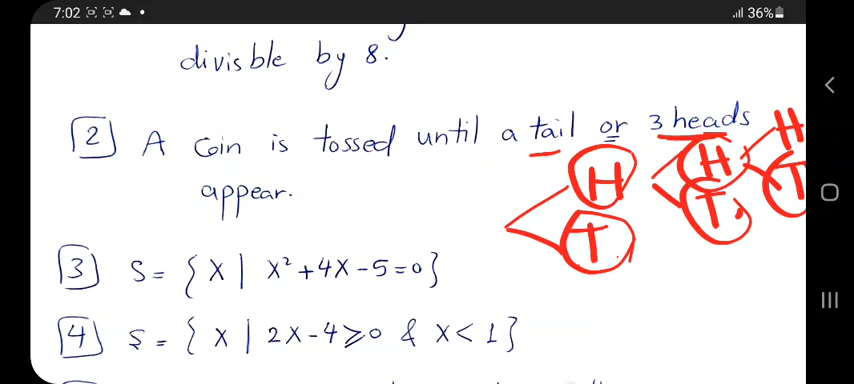 7:02
36%
divisble by 8.
2 A coin is tossed until a tail or 3 heads
appear.
H H H
T T T
3 S = { X | X² + 4X - 5 = 0 }
4 S = { X | 2X - 4 ⩾ 0 & X < 1 }